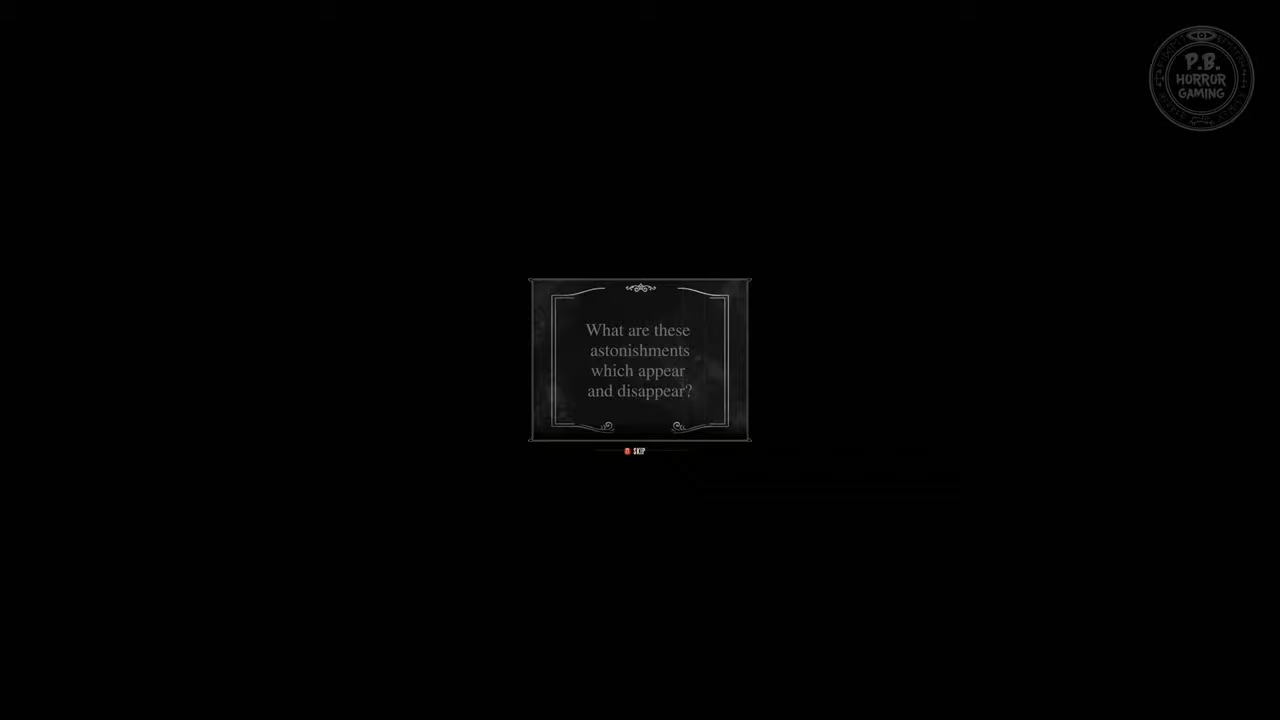 P.B.
HORROR
GAMING
What are these
astonishments
which appear
and disappear?
SKIP